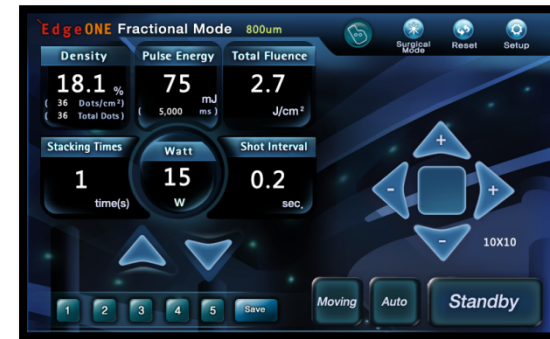 EdgeONE Fractional Mode 800um
Surgical Mode
Reset
Setup
Density
18.1 %
( 36 Dots/cm²)
( 36 Total Dots)
Pulse Energy
75 mJ
( 5,000 ms )
Total Fluence
2.7
J/cm²
Stacking Times
1
time(s)
Watt
15
W
Shot Interval
0.2
sec.
+
-
+
-
10X10
1 2 3 4 5 Save
Moving
Auto
Standby